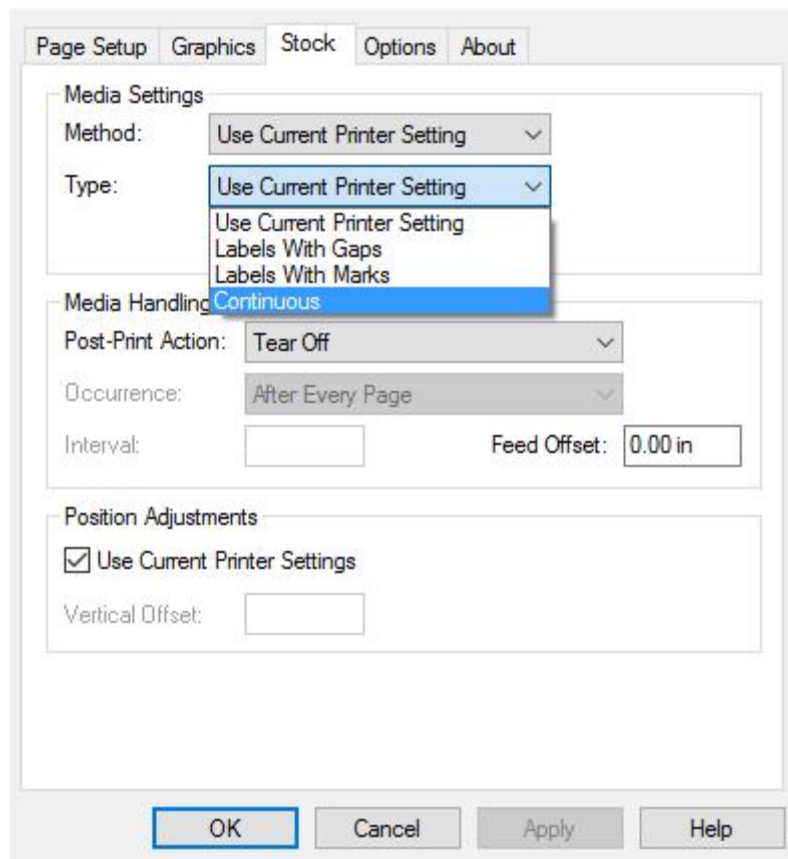 Page Setup Graphics Stock Options About
Media Settings
Method: Use Current Printer Setting
Type: Use Current Printer Setting
Use Current Printer Setting
Labels With Gaps
Labels With Marks
Continuous
Media Handling
Post-Print Action: Tear Off
Occurrence: After Every Page
Interval: Feed Offset: 0.00 in
Position Adjustments
Use Current Printer Settings
Vertical Offset:
OK Cancel Apply Help